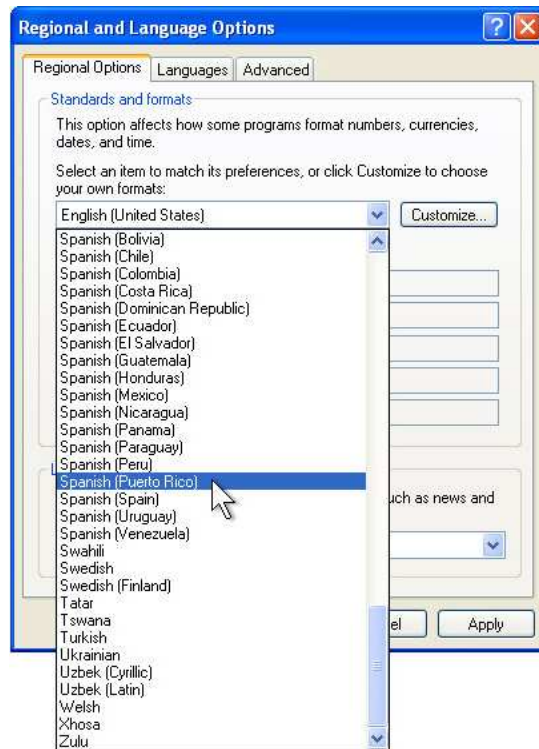 Regional and Language Options
Regional Options Languages Advanced
Standards and formats
This option affects how some programs format numbers, currencies,
dates, and time.
Select an item to match its preferences, or click Customize to choose
your own formats:
English (United States)
Customize...
Spanish (Bolivia)
Spanish (Chile)
Spanish (Colombia)
Spanish (Costa Rica)
Spanish (Dominican Republic)
Spanish (Ecuador)
Spanish (El Salvador)
Spanish (Guatemala)
Spanish (Honduras)
Spanish (Mexico)
Spanish (Nicaragua)
Spanish (Panama)
Spanish (Paraguay)
Spanish (Peru)
Spanish (Puerto Rico)
Spanish (Spain)
as news and
Spanish (Uruguay)
Spanish (Venezuela)
Swahili
Swedish
Swedish (Finland)
Tatar
Tswana
Turkish
Apply
Ukrainian
Uzbek (Cyrillic)
Uzbek (Latin)
Welsh
Xhosa
Zulu